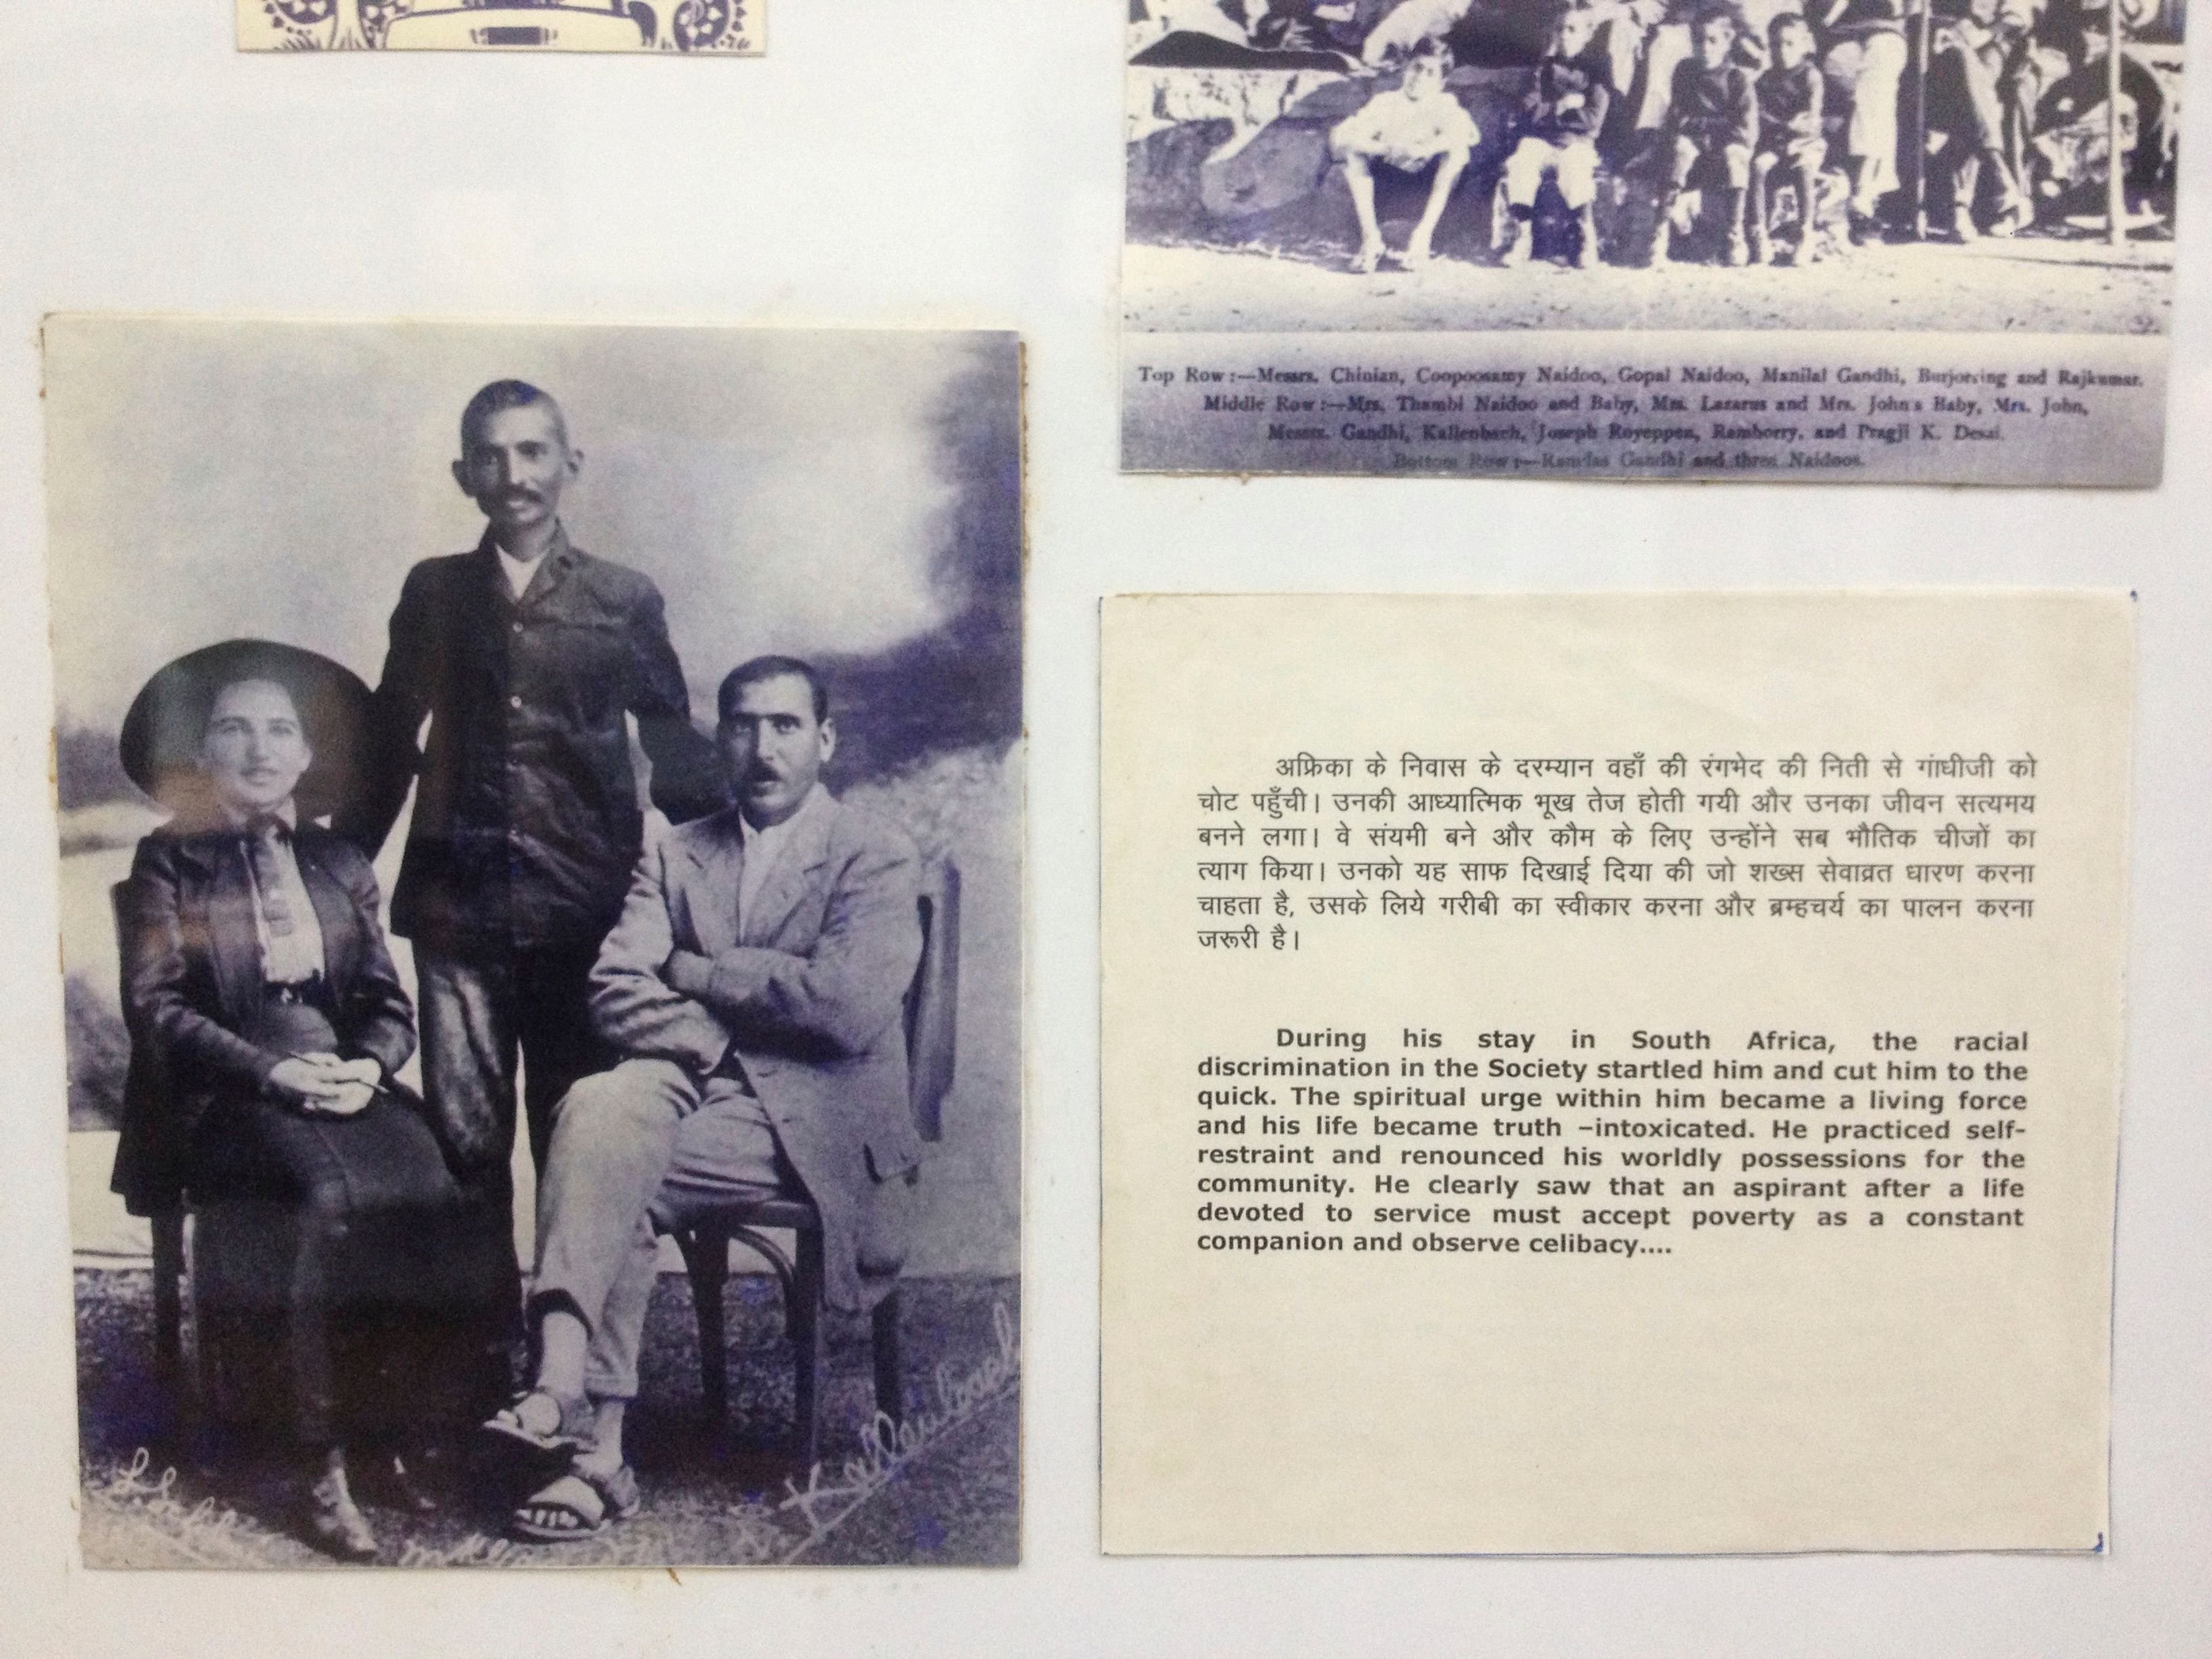 Top Row :—Messrs. Chinian, Coopoosamy Naidoo, Gopal Naidoo, Manilal Gandhi, Burjorsing and Rajkumar.
Middle Row :—Mrs. Thambi Naidoo and Baby, Mrs. Lazarus and Mrs. John's Baby, Mrs. John,
Messrs. Gandhi, Kallenbach, Joseph Royeppen, Ramborry, and Pragji K. Desai.
Bottom Row :—Ramdas Gandhi and three Naidoos.
अफ्रिका के निवास के दरम्यान वहाँ की रंगभेद की निती से गांधीजी को
चोट पहुँची। उनकी आध्यात्मिक भूख तेज होती गयी और उनका जीवन सत्यमय
बनने लगा। वे संयमी बने और कौम के लिए उन्होंने सब भौतिक चीजों का
त्याग किया। उनको यह साफ दिखाई दिया की जो शख्स सेवाव्रत धारण करना
चाहता है, उसके लिये गरीबी का स्वीकार करना और ब्रम्हचर्य का पालन करना
जरूरी है।
During his stay in South Africa, the racial
discrimination in the Society startled him and cut him to the
quick. The spiritual urge within him became a living force
and his life became truth –intoxicated. He practiced self-
restraint and renounced his worldly possessions for the
community. He clearly saw that an aspirant after a life
devoted to service must accept poverty as a constant
companion and observe celibacy....
Kallenbach